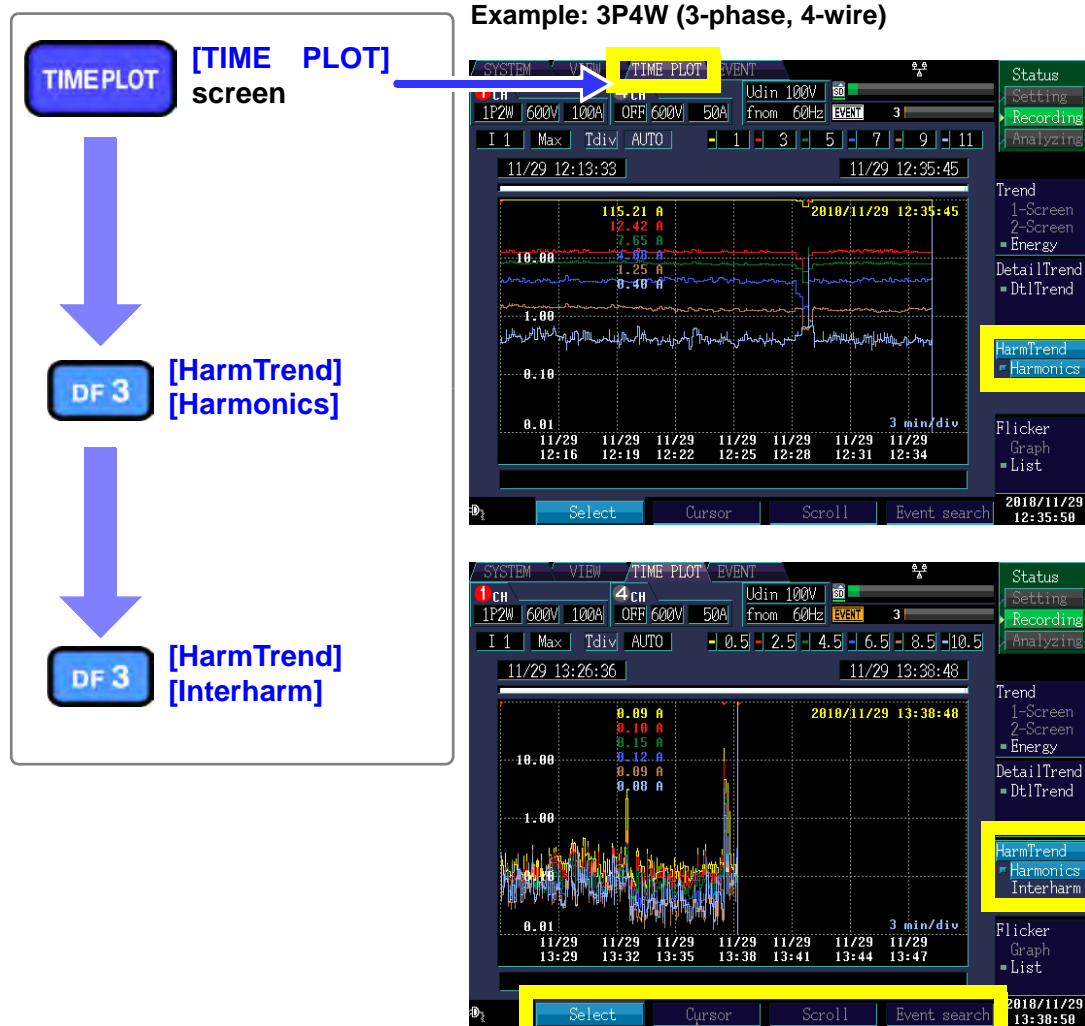 Example: 3P4W (3-phase, 4-wire)
TIMEPLOT
[TIME PLOT]
screen
DF 3
[HarmTrend]
[Harmonics]
DF 3
[HarmTrend]
[Interharm]
SYSTEM VIEW TIME PLOT EVENT
1 CH 4 CH Udin 100V SD
1P2W 600V 100A OFF 600V 50A fnom 60Hz EVENT 3
I 1 Max Tdiv AUTO 1 3 5 7 9 11
11/29 12:13:33 11/29 12:35:45
115.21 A 2018/11/29 12:35:45
12.42 A
7.65 A
10.00 4.08 A
1.25 A
0.40 A
1.00
0.10
0.01 3 min/div
11/29 11/29 11/29 11/29 11/29 11/29 11/29
12:16 12:19 12:22 12:25 12:28 12:31 12:34
Select Cursor Scroll Event search
Status
Setting
Recording
Analyzing
Trend
1-Screen
2-Screen
Energy
DetailTrend
DtlTrend
HarmTrend
Harmonics
Flicker
Graph
List
2018/11/29
12:35:50
SYSTEM VIEW TIME PLOT EVENT
1 CH 4 CH Udin 100V SD
1P2W 600V 100A OFF 600V 50A fnom 60Hz EVENT 3
I 1 Max Tdiv AUTO 0.5 2.5 4.5 6.5 8.5 10.5
11/29 13:26:36 11/29 13:38:48
0.09 A 2018/11/29 13:38:48
0.10 A
0.15 A
10.00 0.12 A
0.09 A
0.08 A
1.00
0.10
0.01 3 min/div
11/29 11/29 11/29 11/29 11/29 11/29 11/29
13:29 13:32 13:35 13:38 13:41 13:44 13:47
Select Cursor Scroll Event search
Status
Setting
Recording
Analyzing
Trend
1-Screen
2-Screen
Energy
DetailTrend
DtlTrend
HarmTrend
Harmonics
Interharm
Flicker
Graph
List
2018/11/29
13:38:50